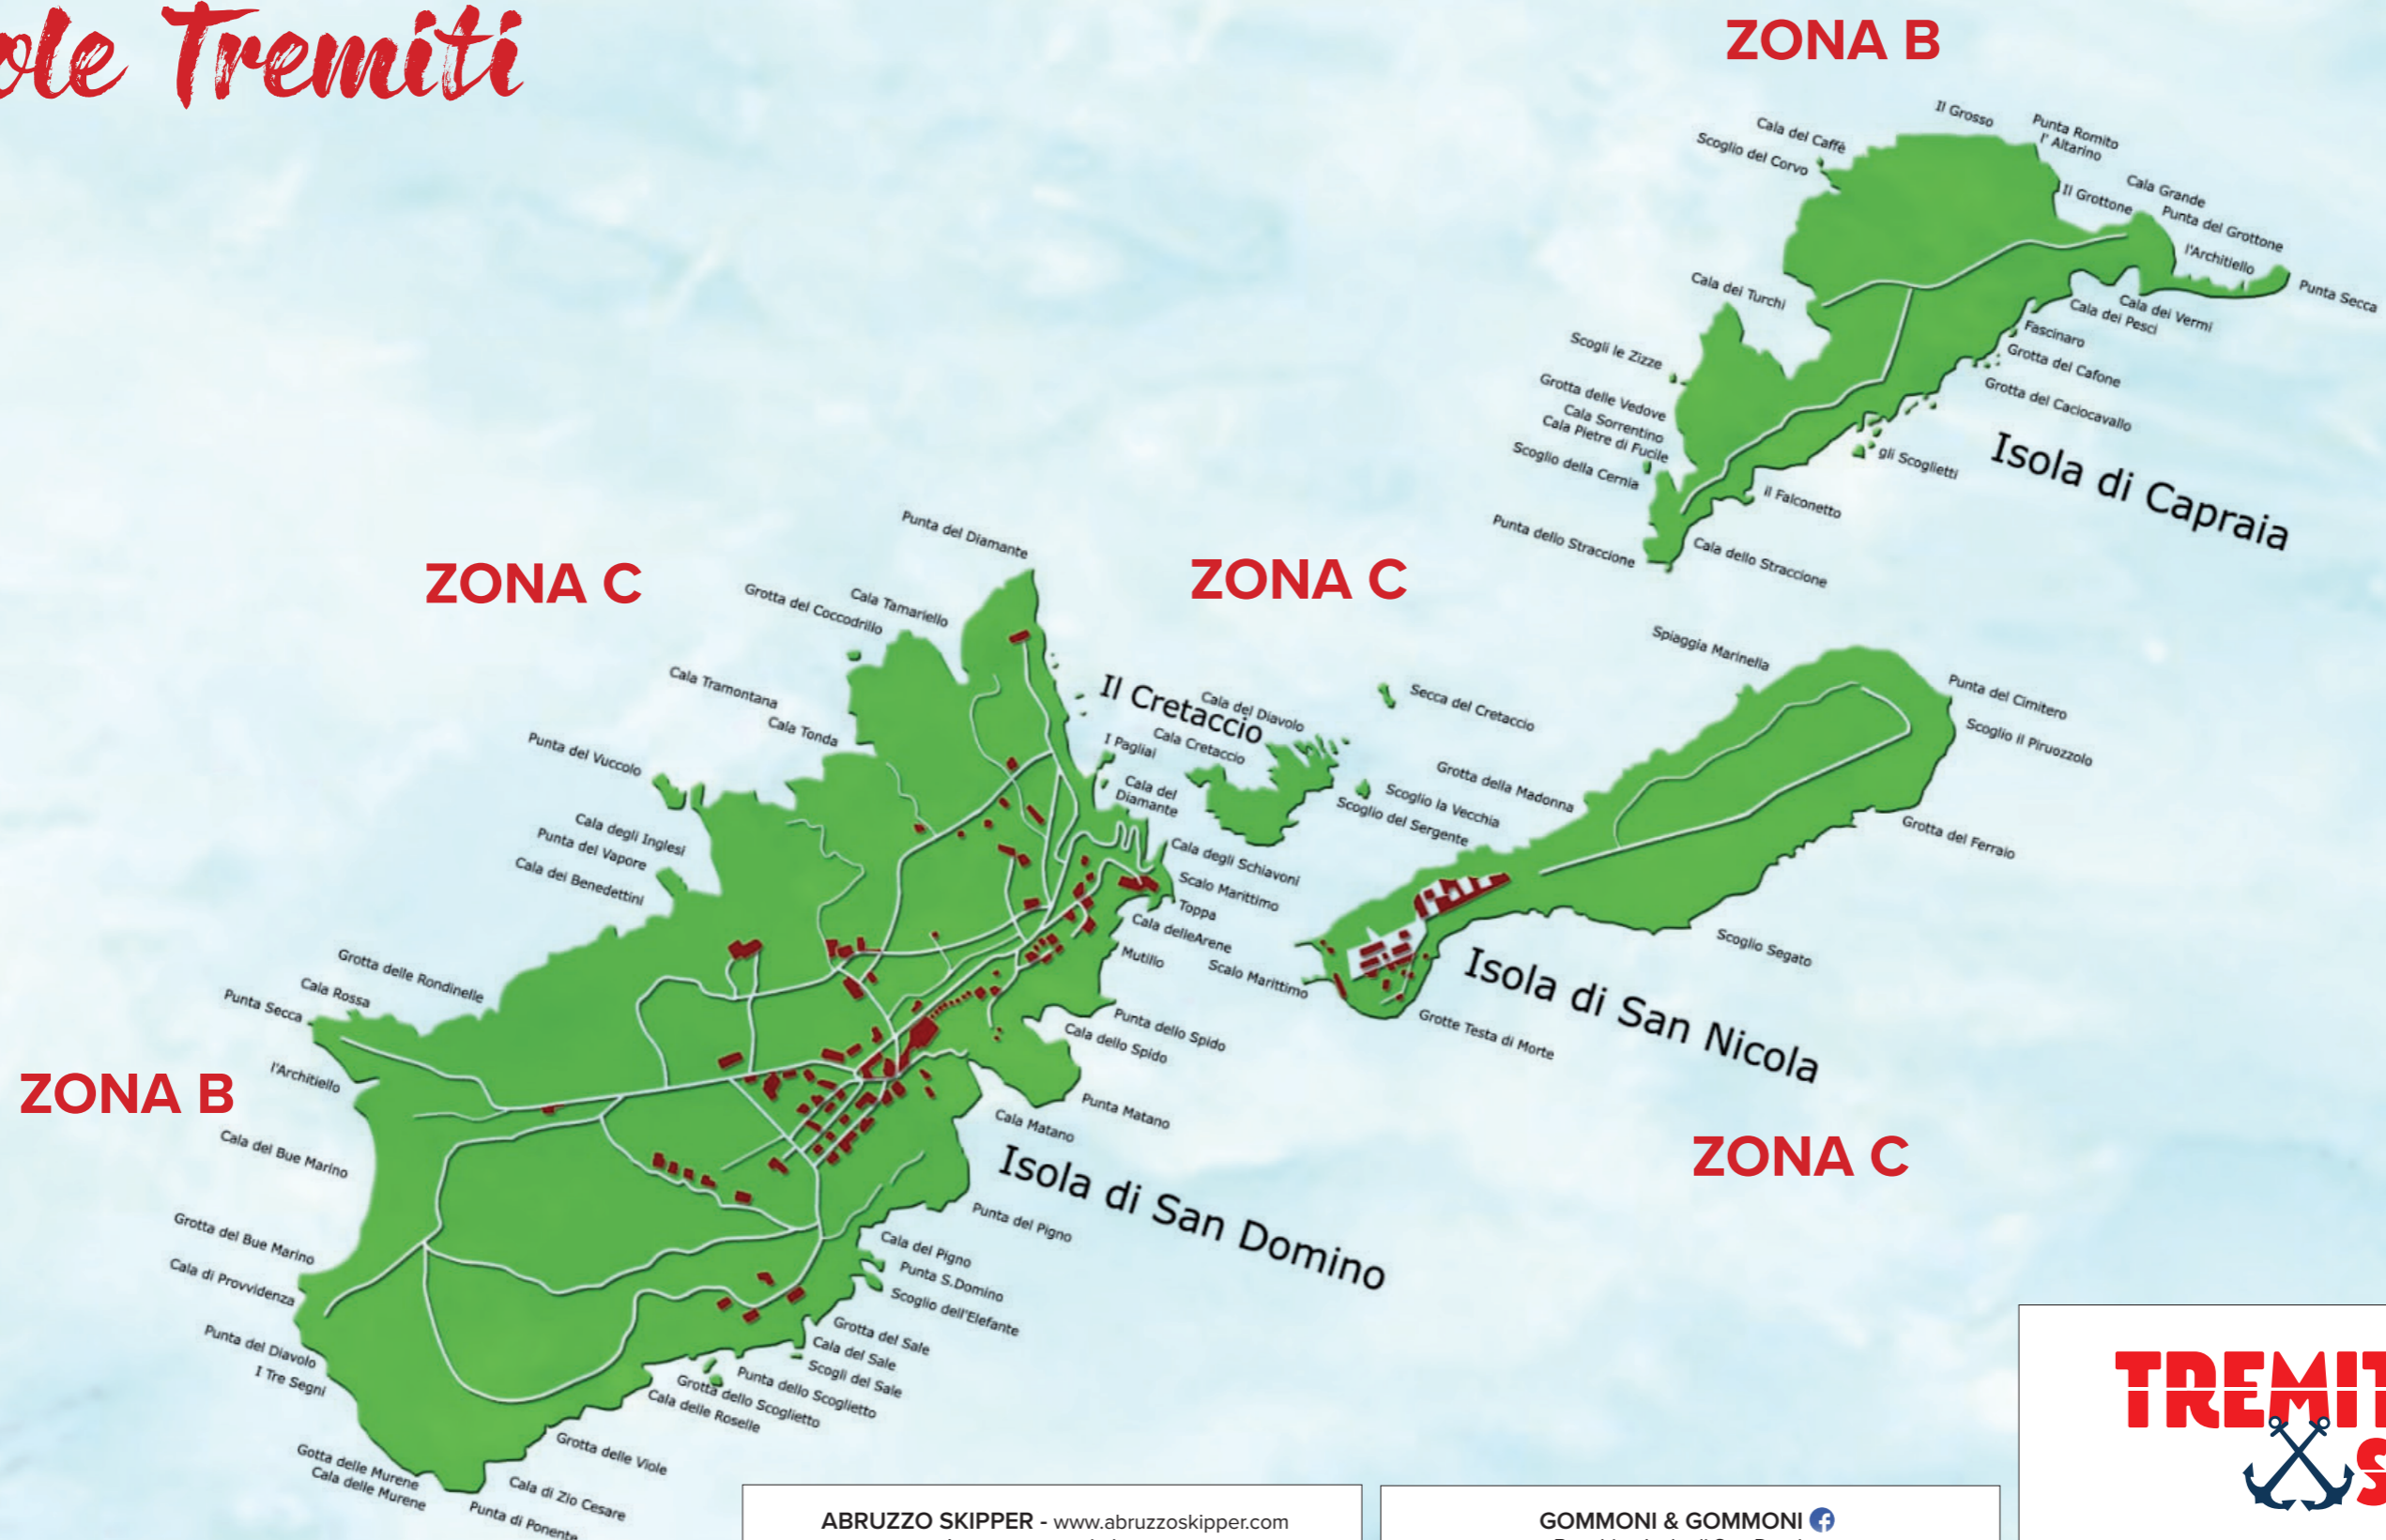 ole Tremiti
ZONA B
Il Grosso
Punta Romito
l' Altarino
Cala del Caffè
Scoglio del Corvo
Cala Grande
Il Grottone
Punta del Grottone
l'Architiello
Punta Secca
Cala dei Turchi
Cala dei Vermi
Cala dei Pesci
Fascinaro
Grotta del Cafone
Grotta del Caciocavallo
Scogli le Zizze
Grotta delle Vedove
Cala Sorrentino
Cala Pietre di Fucile
Scoglio della Cernia
gli Scoglietti
Isola di Capraia
il Falconetto
Punta dello Straccione
Cala dello Straccione
ZONA C
ZONA C
Punta del Diamante
Cala Tamariello
Grotta del Coccodrillo
Cala Tramontana
Cala Tonda
Punta del Vuccolo
Cala degli Inglesi
Punta del Vapore
Cala dei Benedettini
Il Cretaccio
Cala del Diavolo
Cala Cretaccio
I Pagliai
Cala del
Diamante
Secca del Cretaccio
Scoglio la Vecchia
Scoglio del Sergente
Grotta della Madonna
Spiaggia Marinella
Punta del Cimitero
Scoglio il Piruozzolo
Grotta del Ferraio
Scoglio Segato
Isola di San Nicola
Grotte Testa di Morte
Scalo Marittimo
Cala degli Schiavoni
Scalo Marittimo
Toppa
Cala delleArene
Mutillo
Punta dello Spido
Cala dello Spido
Punta Matano
Cala Matano
Isola di San Domino
Grotta delle Rondinelle
Cala Rossa
Punta Secca
l'Architiello
ZONA B
ZONA C
Cala del Bue Marino
Grotta del Bue Marino
Cala di Provvidenza
Punta del Diavolo
I Tre Segni
Gotta delle Murene
Cala delle Murene
Punta di Ponente
Cala di Zio Cesare
Grotta delle Viole
Punta del Pigno
Cala del Pigno
Punta S.Domino
Scoglio dell'Elefante
Grotta del Sale
Cala del Sale
Scogli del Sale
Punta dello Scoglietto
Grotta dello Scoglietto
Cala delle Roselle
ABRUZZO SKIPPER - www.abruzzoskipper.com
GOMMONI & GOMMONI
TREMIT
S